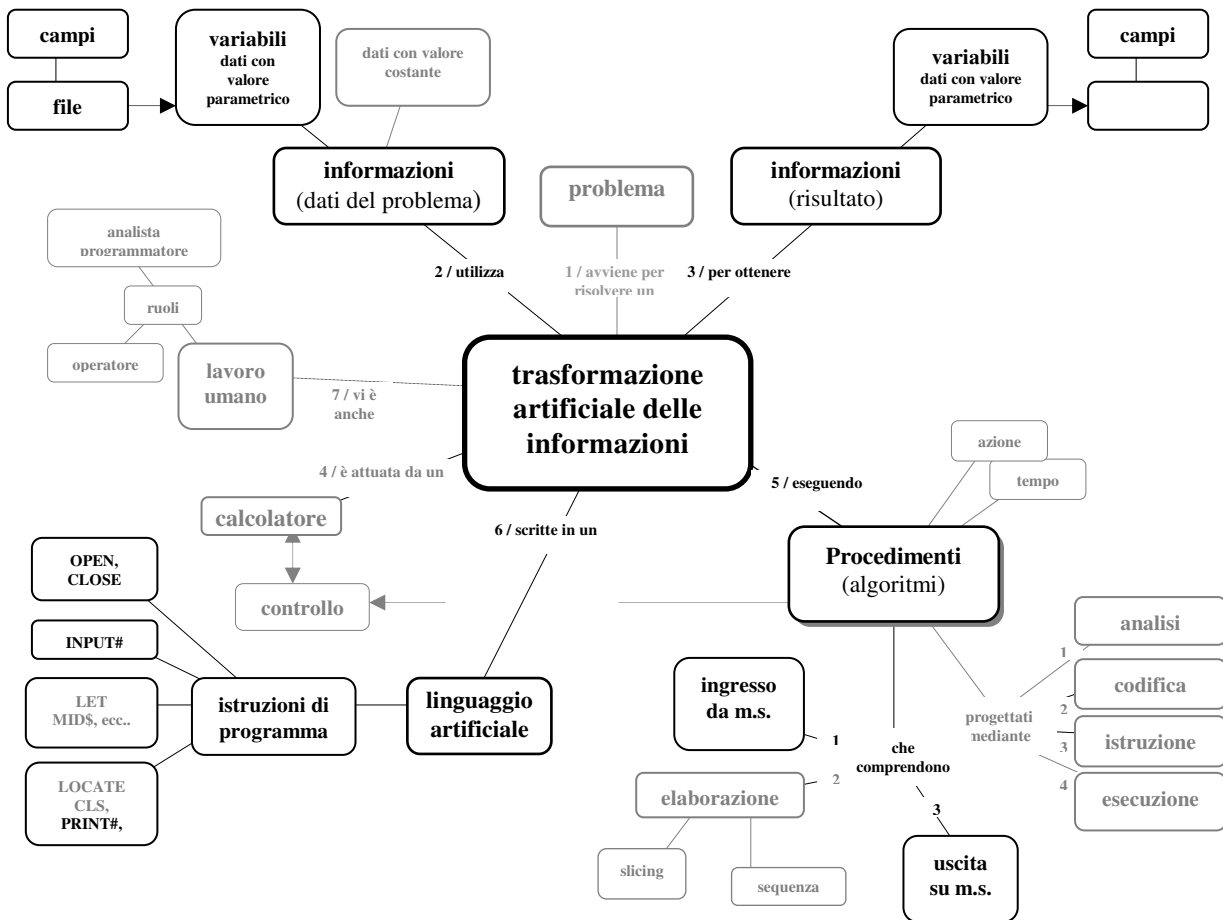 campi
file
variabili
dati con
valore
parametrico
dati con valore
costante
variabili
dati con valore
parametrico
campi
informazioni
(dati del problema)
problema
informazioni
(risultato)
analista
programmatore
ruoli
operatore
lavoro
umano
2 / utilizza
1 / avviene per
risolvere un
3 / per ottenere
trasformazione
artificiale delle
informazioni
7 / vi è
anche
4 / è attuata da un
calcolatore
controllo
6 / scritte in un
5 / eseguendo
azione
tempo
Procedimenti
(algoritmi)
OPEN,
CLOSE
INPUT#
LET
MID$, ecc..
LOCATE
CLS,
PRINT#,
istruzioni di
programma
linguaggio
artificiale
ingresso
da m.s.
1
elaborazione
2
slicing
sequenza
che
comprendono
3
uscita
su m.s.
progettati
mediante
1
analisi
2
codifica
3
istruzione
4
esecuzione